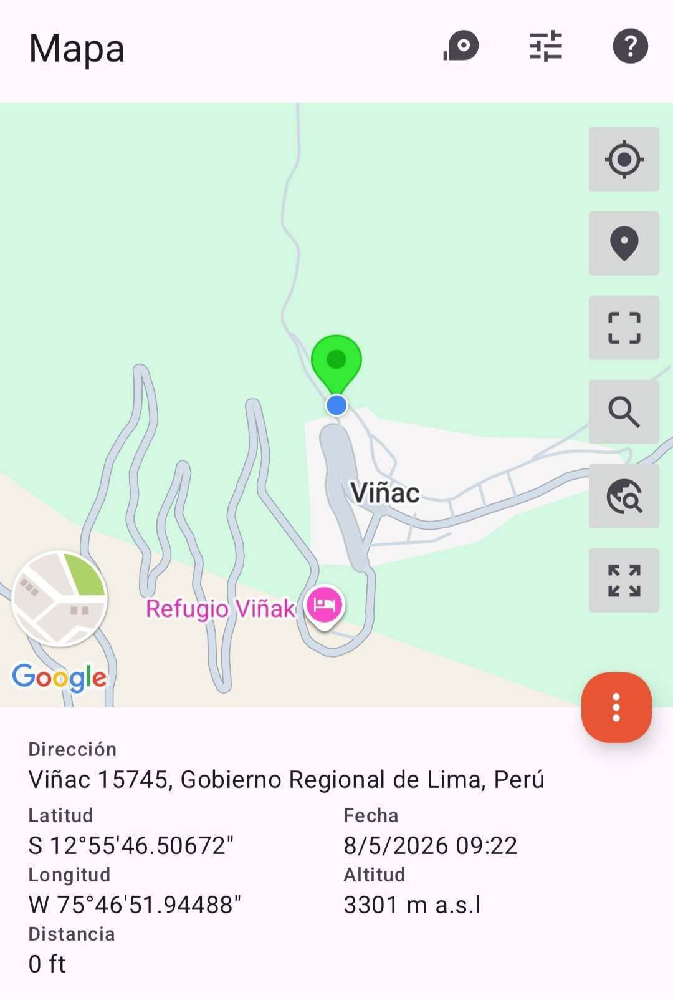 Mapa
Viñac
Refugio Viñak
Google
Dirección
Viñac 15745, Gobierno Regional de Lima, Perú
Latitud
Fecha
S 12°55'46.50672"
8/5/2026 09:22
Longitud
Altitud
W 75°46'51.94488"
3301 m a.s.l
Distancia
0 ft